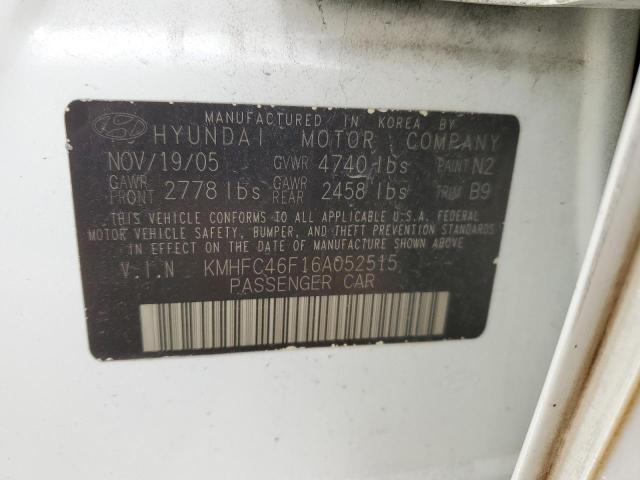 MANUFACTURED IN KOREA BY
HYUNDAI MOTOR COMPANY
NOV/19/05 GVWR 4740 lbs PAINT N2
GAWR FRONT 2778 lbs GAWR REAR 2458 lbs TRIM B9
THIS VEHICLE CONFORMS TO ALL APPLICABLE U.S.A. FEDERAL
MOTOR VEHICLE SAFETY, BUMPER, AND THEFT PREVENTION STANDARDS
IN EFFECT ON THE DATE OF MANUFACTURE SHOWN ABOVE
V.I.N KMHFC46F16A052515
PASSENGER CAR